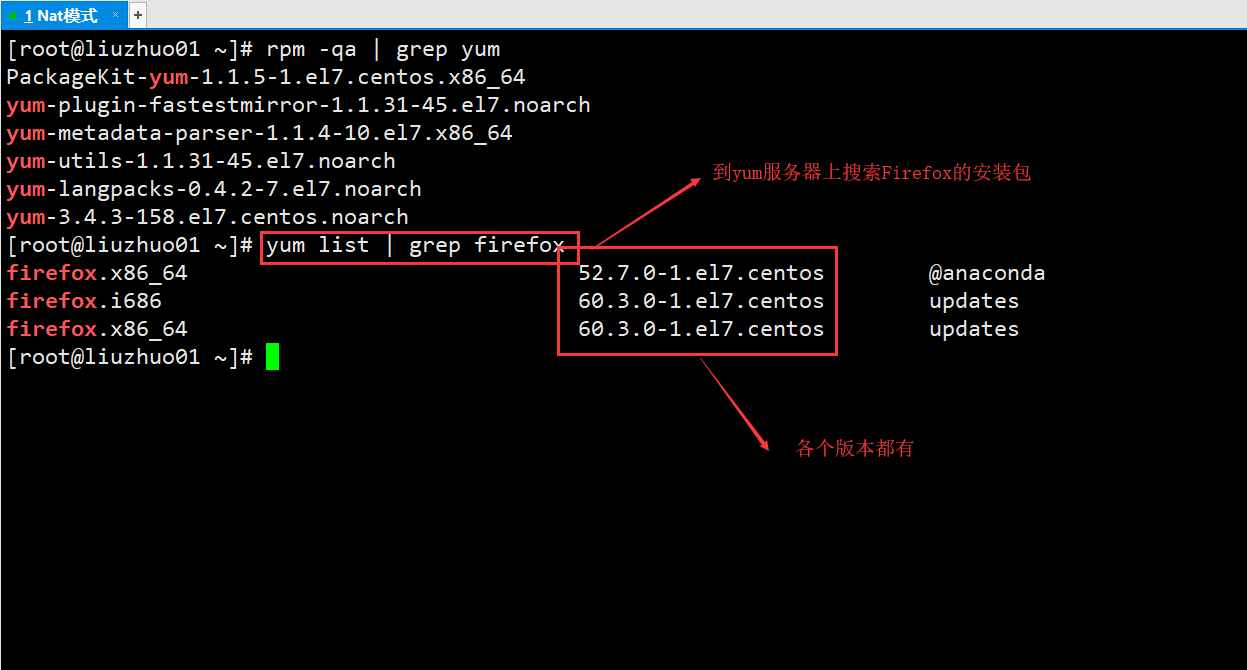 1 Nat模式 × +
[root@liuzhuo01 ~]# rpm -qa | grep yum
PackageKit-yum-1.1.5-1.el7.centos.x86_64
yum-plugin-fastestmirror-1.1.31-45.el7.noarch
yum-metadata-parser-1.1.4-10.el7.x86_64
yum-utils-1.1.31-45.el7.noarch
到yum服务器上搜索Firefox的安装包
yum-langpacks-0.4.2-7.el7.noarch
yum-3.4.3-158.el7.centos.noarch
[root@liuzhuo01 ~]# yum list | grep firefox
firefox.x86_64 52.7.0-1.el7.centos @anaconda
firefox.i686 60.3.0-1.el7.centos updates
firefox.x86_64 60.3.0-1.el7.centos updates
[root@liuzhuo01 ~]#
各个版本都有